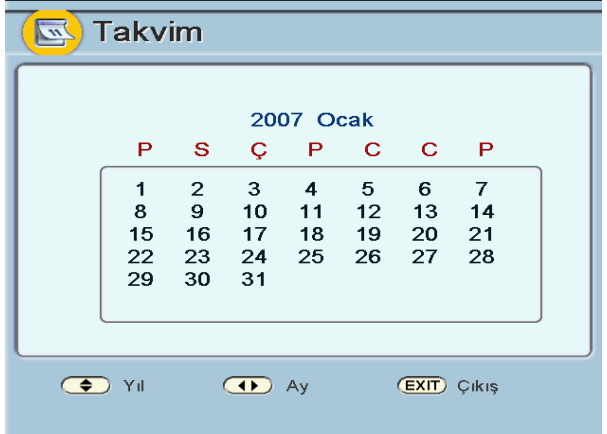 Takvim
2007 Ocak
P S Ç P C C P
1 2 3 4 5 6 7
8 9 10 11 12 13 14
15 16 17 18 19 20 21
22 23 24 25 26 27 28
29 30 31
Yıl Ay EXIT Çıkış